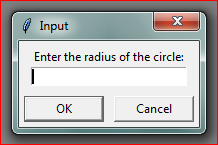 Input
Enter the radius of the circle:
OK
Cancel